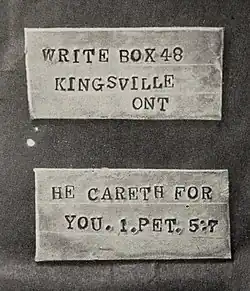 WRITE BOX 48
KINGSVILLE
ONT
HE CARETH FOR
YOU. 1. PET. 5:7